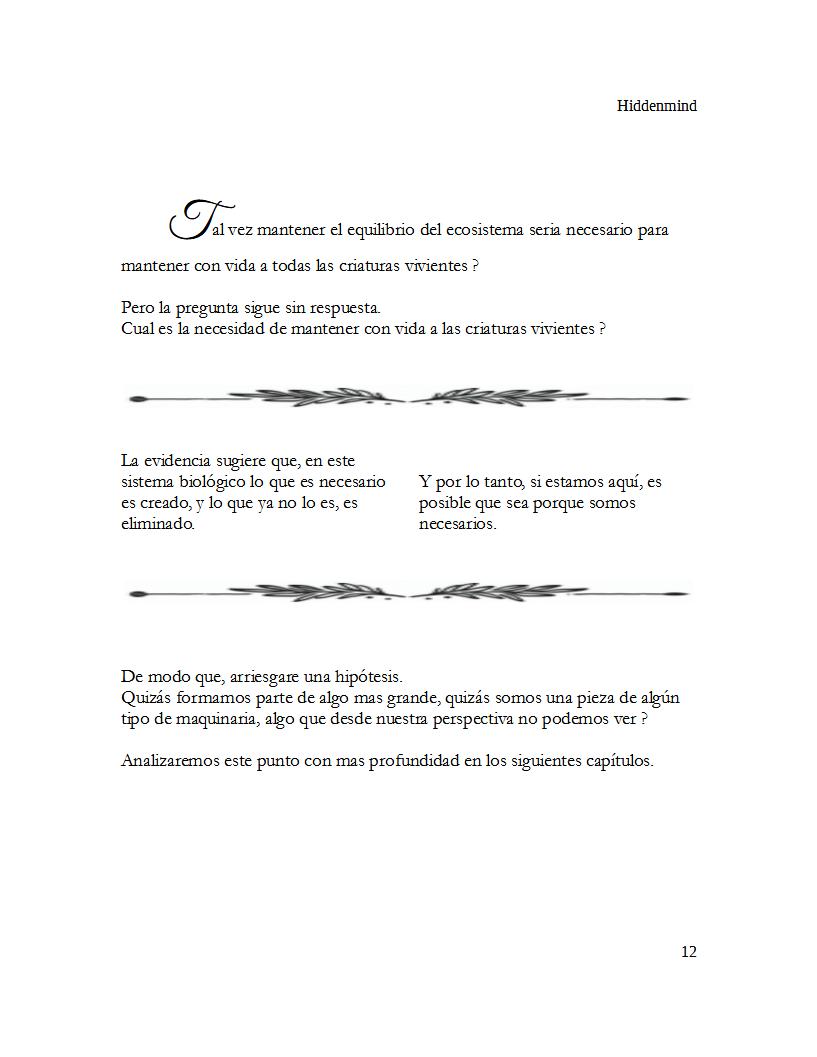 Hiddenmind
Tal vez mantener el equilibrio del ecosistema seria necesario para
mantener con vida a todas las criaturas vivientes ?
Pero la pregunta sigue sin respuesta.
Cual es la necesidad de mantener con vida a las criaturas vivientes ?
La evidencia sugiere que, en este
sistema biológico lo que es necesario
es creado, y lo que ya no lo es, es
eliminado.
Y por lo tanto, si estamos aquí, es
posible que sea porque somos
necesarios.
De modo que, arriesgare una hipótesis.
Quizás formamos parte de algo mas grande, quizás somos una pieza de algún
tipo de maquinaria, algo que desde nuestra perspectiva no podemos ver ?
Analizaremos este punto con mas profundidad en los siguientes capítulos.
12